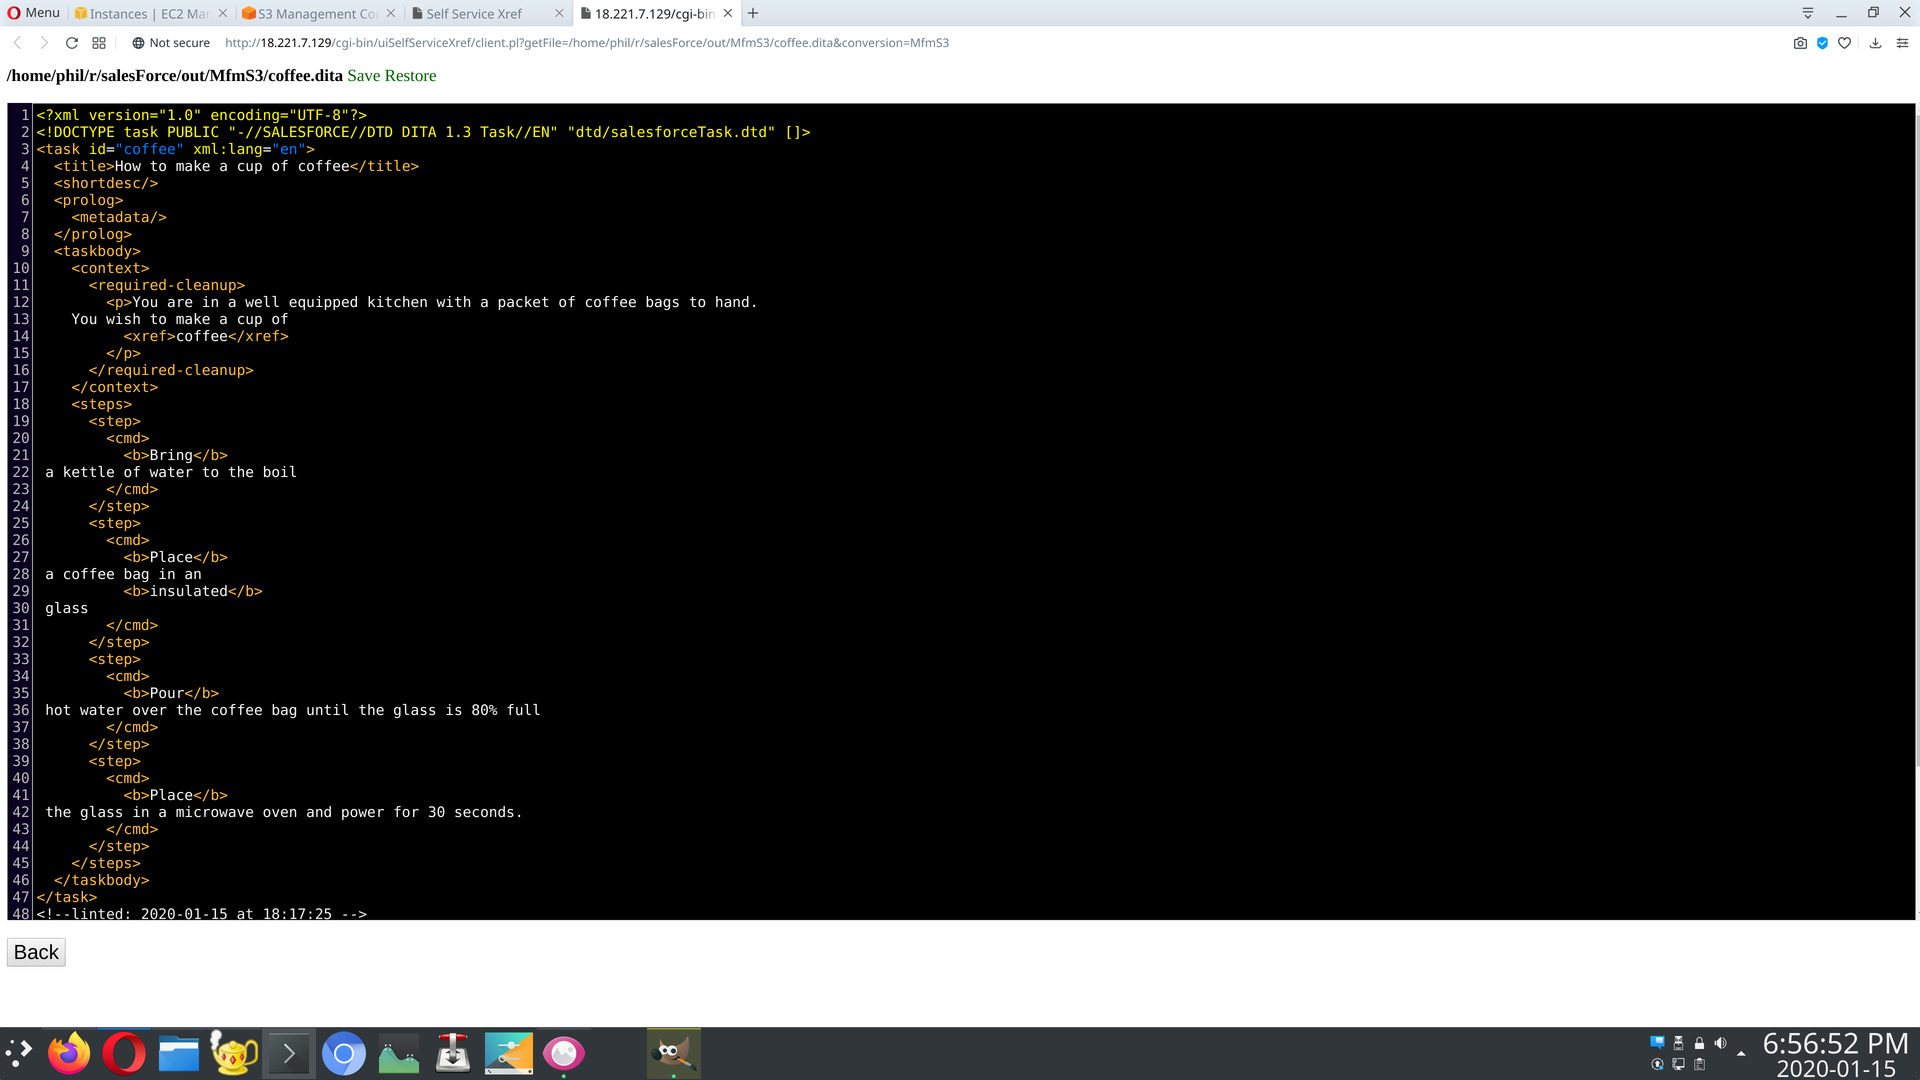 Menu
Instances | EC2 Mar
S3 Management Co
Self Service Xref
18.221.7.129/cgi-bin
Not secure
http://18.221.7.129/cgi-bin/uiSelfServiceXref/client.pl?getFile=/home/phil/r/salesForce/out/MfmS3/coffee.dita&conversion=MfmS3
/home/phil/r/salesForce/out/MfmS3/coffee.dita Save Restore
1 <?xml version="1.0" encoding="UTF-8"?>
2 <!DOCTYPE task PUBLIC "-//SALESFORCE//DTD DITA 1.3 Task//EN" "dtd/salesforceTask.dtd" []>
3 <task id="coffee" xml:lang="en">
4 <title>How to make a cup of coffee</title>
5 <shortdesc/>
6 <prolog>
7 <metadata/>
8 </prolog>
9 <taskbody>
10 <context>
11 <required-cleanup>
12 <p>You are in a well equipped kitchen with a packet of coffee bags to hand.
13 You wish to make a cup of
14 <xref>coffee</xref>
15 </p>
16 </required-cleanup>
17 </context>
18 <steps>
19 <step>
20 <cmd>
21 <b>Bring</b>
22 a kettle of water to the boil
23 </cmd>
24 </step>
25 <step>
26 <cmd>
27 <b>Place</b>
28 a coffee bag in an
29 <b>insulated</b>
30 glass
31 </cmd>
32 </step>
33 <step>
34 <cmd>
35 <b>Pour</b>
36 hot water over the coffee bag until the glass is 80% full
37 </cmd>
38 </step>
39 <step>
40 <cmd>
41 <b>Place</b>
42 the glass in a microwave oven and power for 30 seconds.
43 </cmd>
44 </step>
45 </steps>
46 </taskbody>
47 </task>
48 <!--linted: 2020-01-15 at 18:17:25 -->
Back
6:56:52 PM
2020-01-15